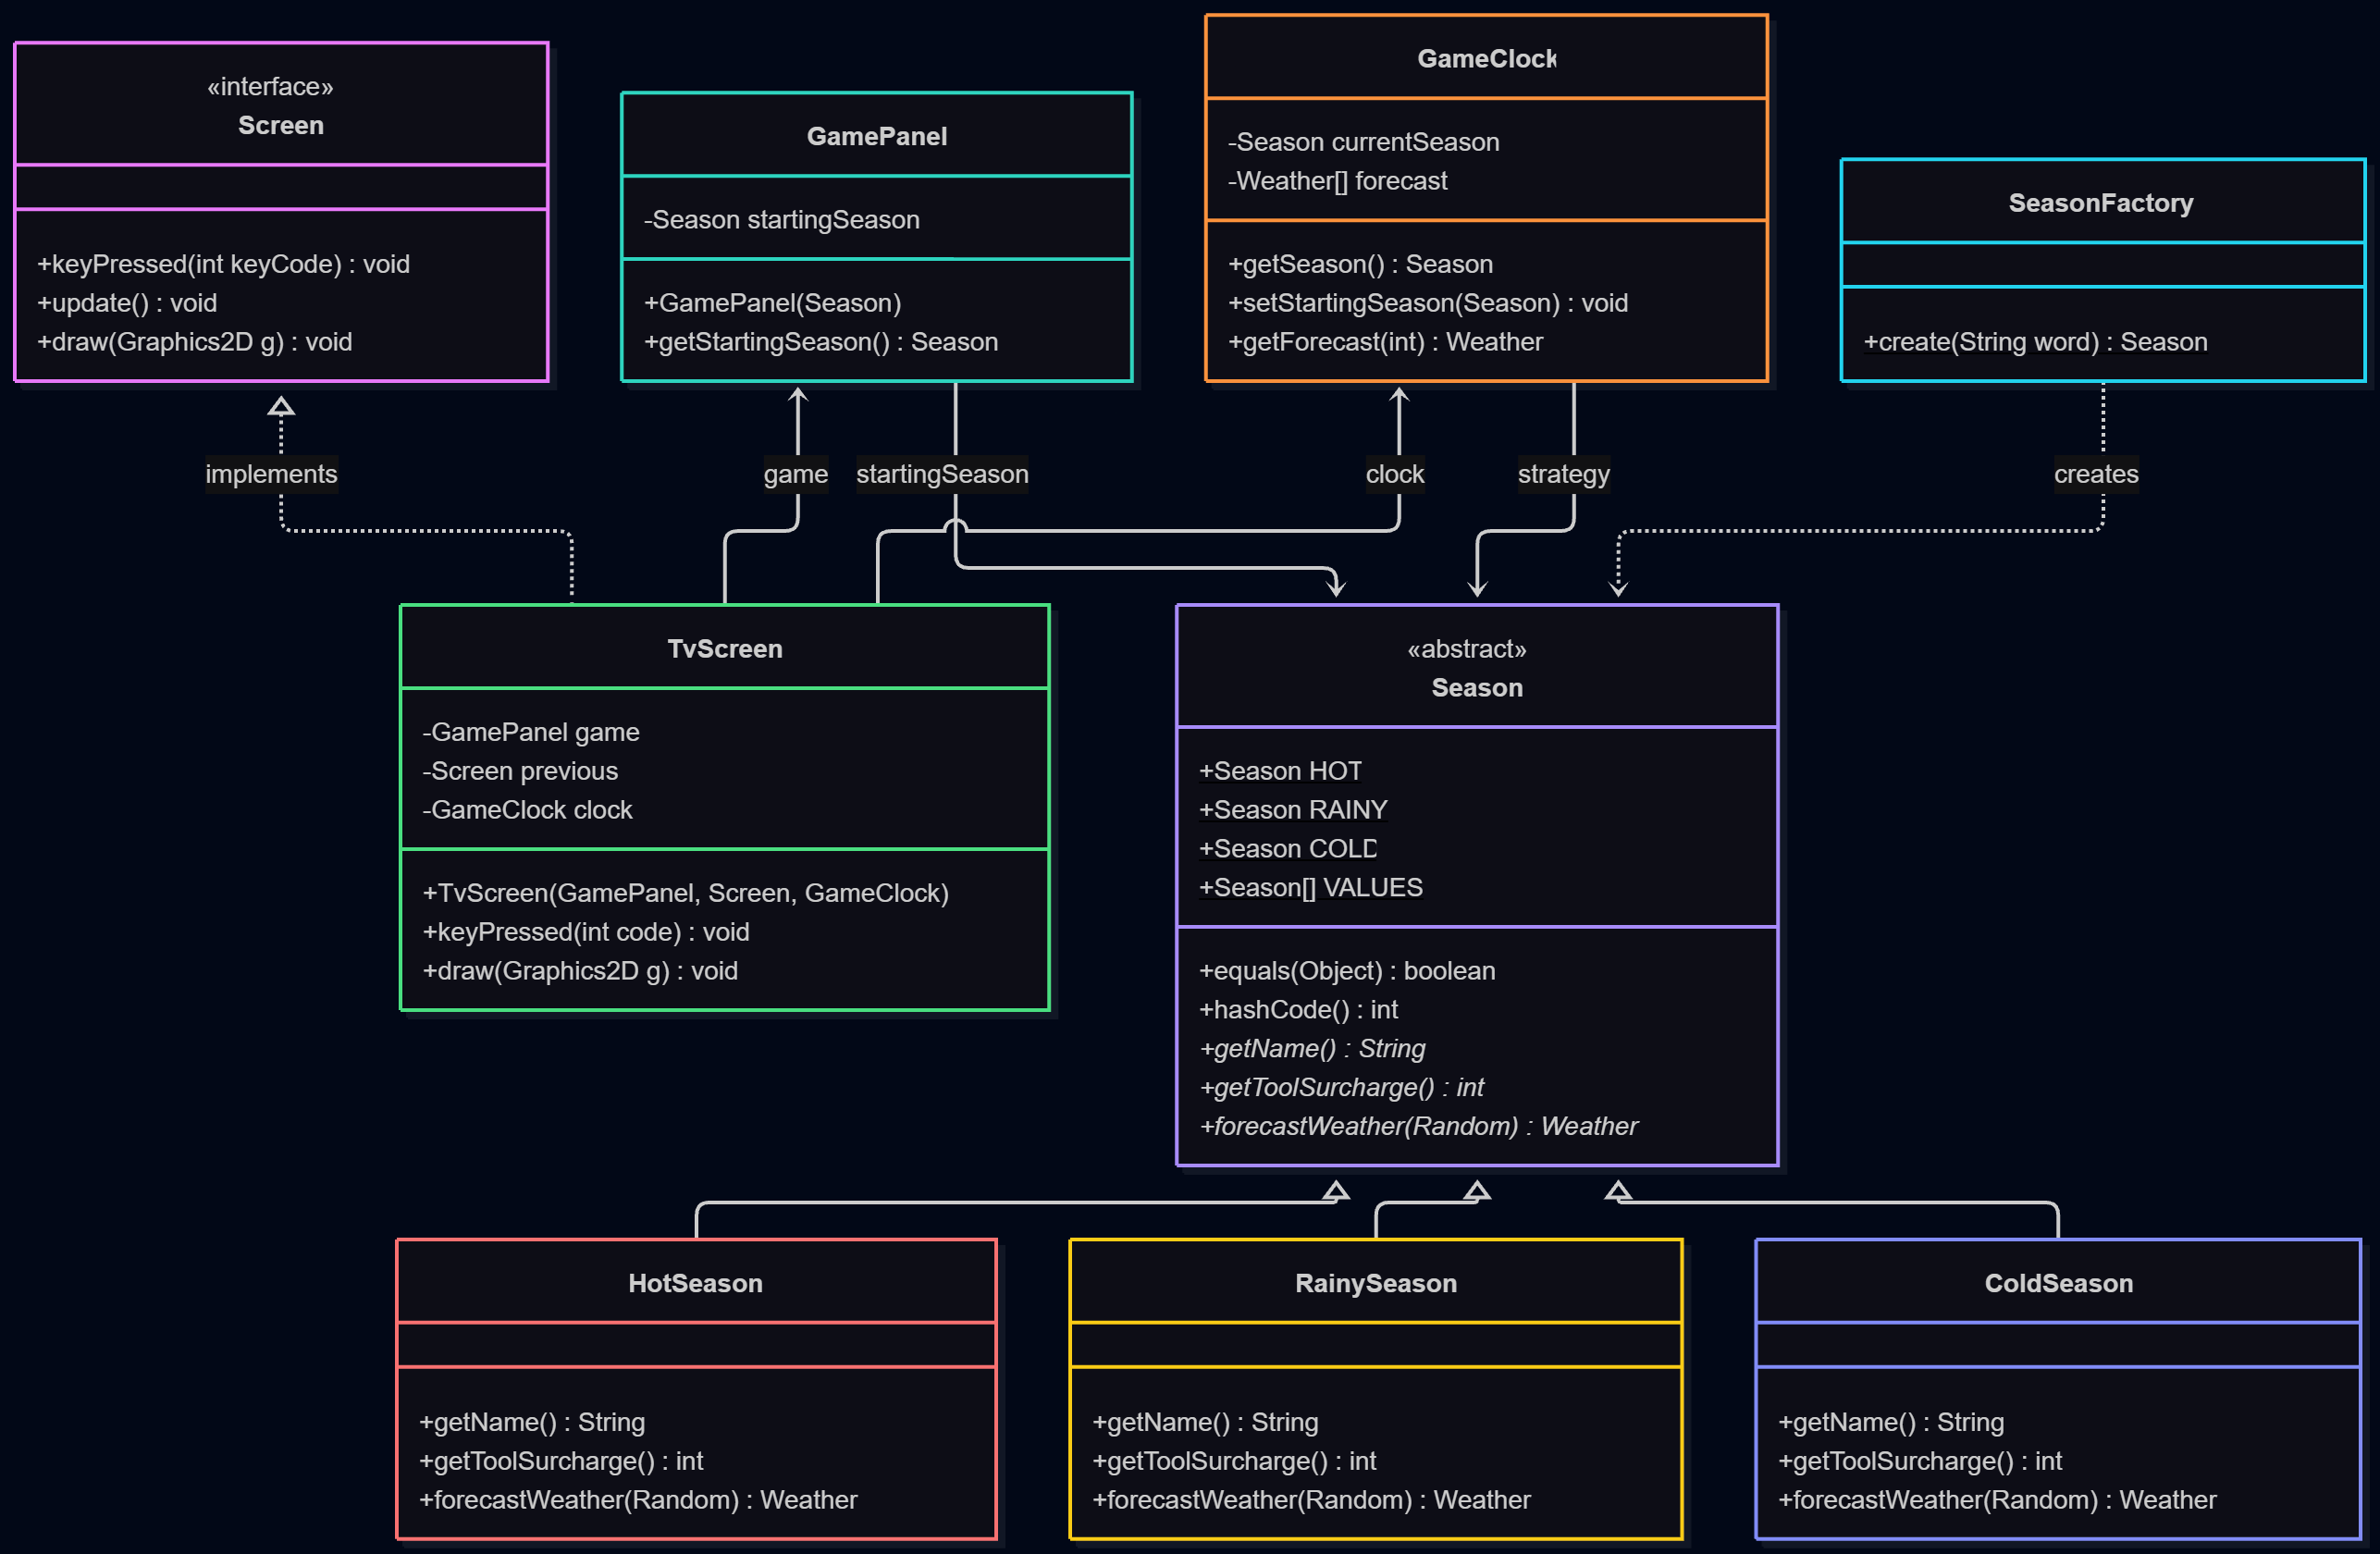 «interface»
Screen
+keyPressed(int keyCode) : void
+update() : void
+draw(Graphics2D g) : void
GamePanel
-Season startingSeason
+GamePanel(Season)
+getStartingSeason() : Season
GameClock
-Season currentSeason
-Weather[] forecast
+getSeason() : Season
+setStartingSeason(Season) : void
+getForecast(int) : Weather
SeasonFactory
+create(String word) : Season
implements
game
startingSeason
clock
strategy
creates
TvScreen
-GamePanel game
-Screen previous
-GameClock clock
+TvScreen(GamePanel, Screen, GameClock)
+keyPressed(int code) : void
+draw(Graphics2D g) : void
«abstract»
Season
+Season HOT
+Season RAINY
+Season COLD
+Season[] VALUES
+equals(Object) : boolean
+hashCode() : int
+getName() : String
+getToolSurcharge() : int
+forecastWeather(Random) : Weather
HotSeason
+getName() : String
+getToolSurcharge() : int
+forecastWeather(Random) : Weather
RainySeason
+getName() : String
+getToolSurcharge() : int
+forecastWeather(Random) : Weather
ColdSeason
+getName() : String
+getToolSurcharge() : int
+forecastWeather(Random) : Weather